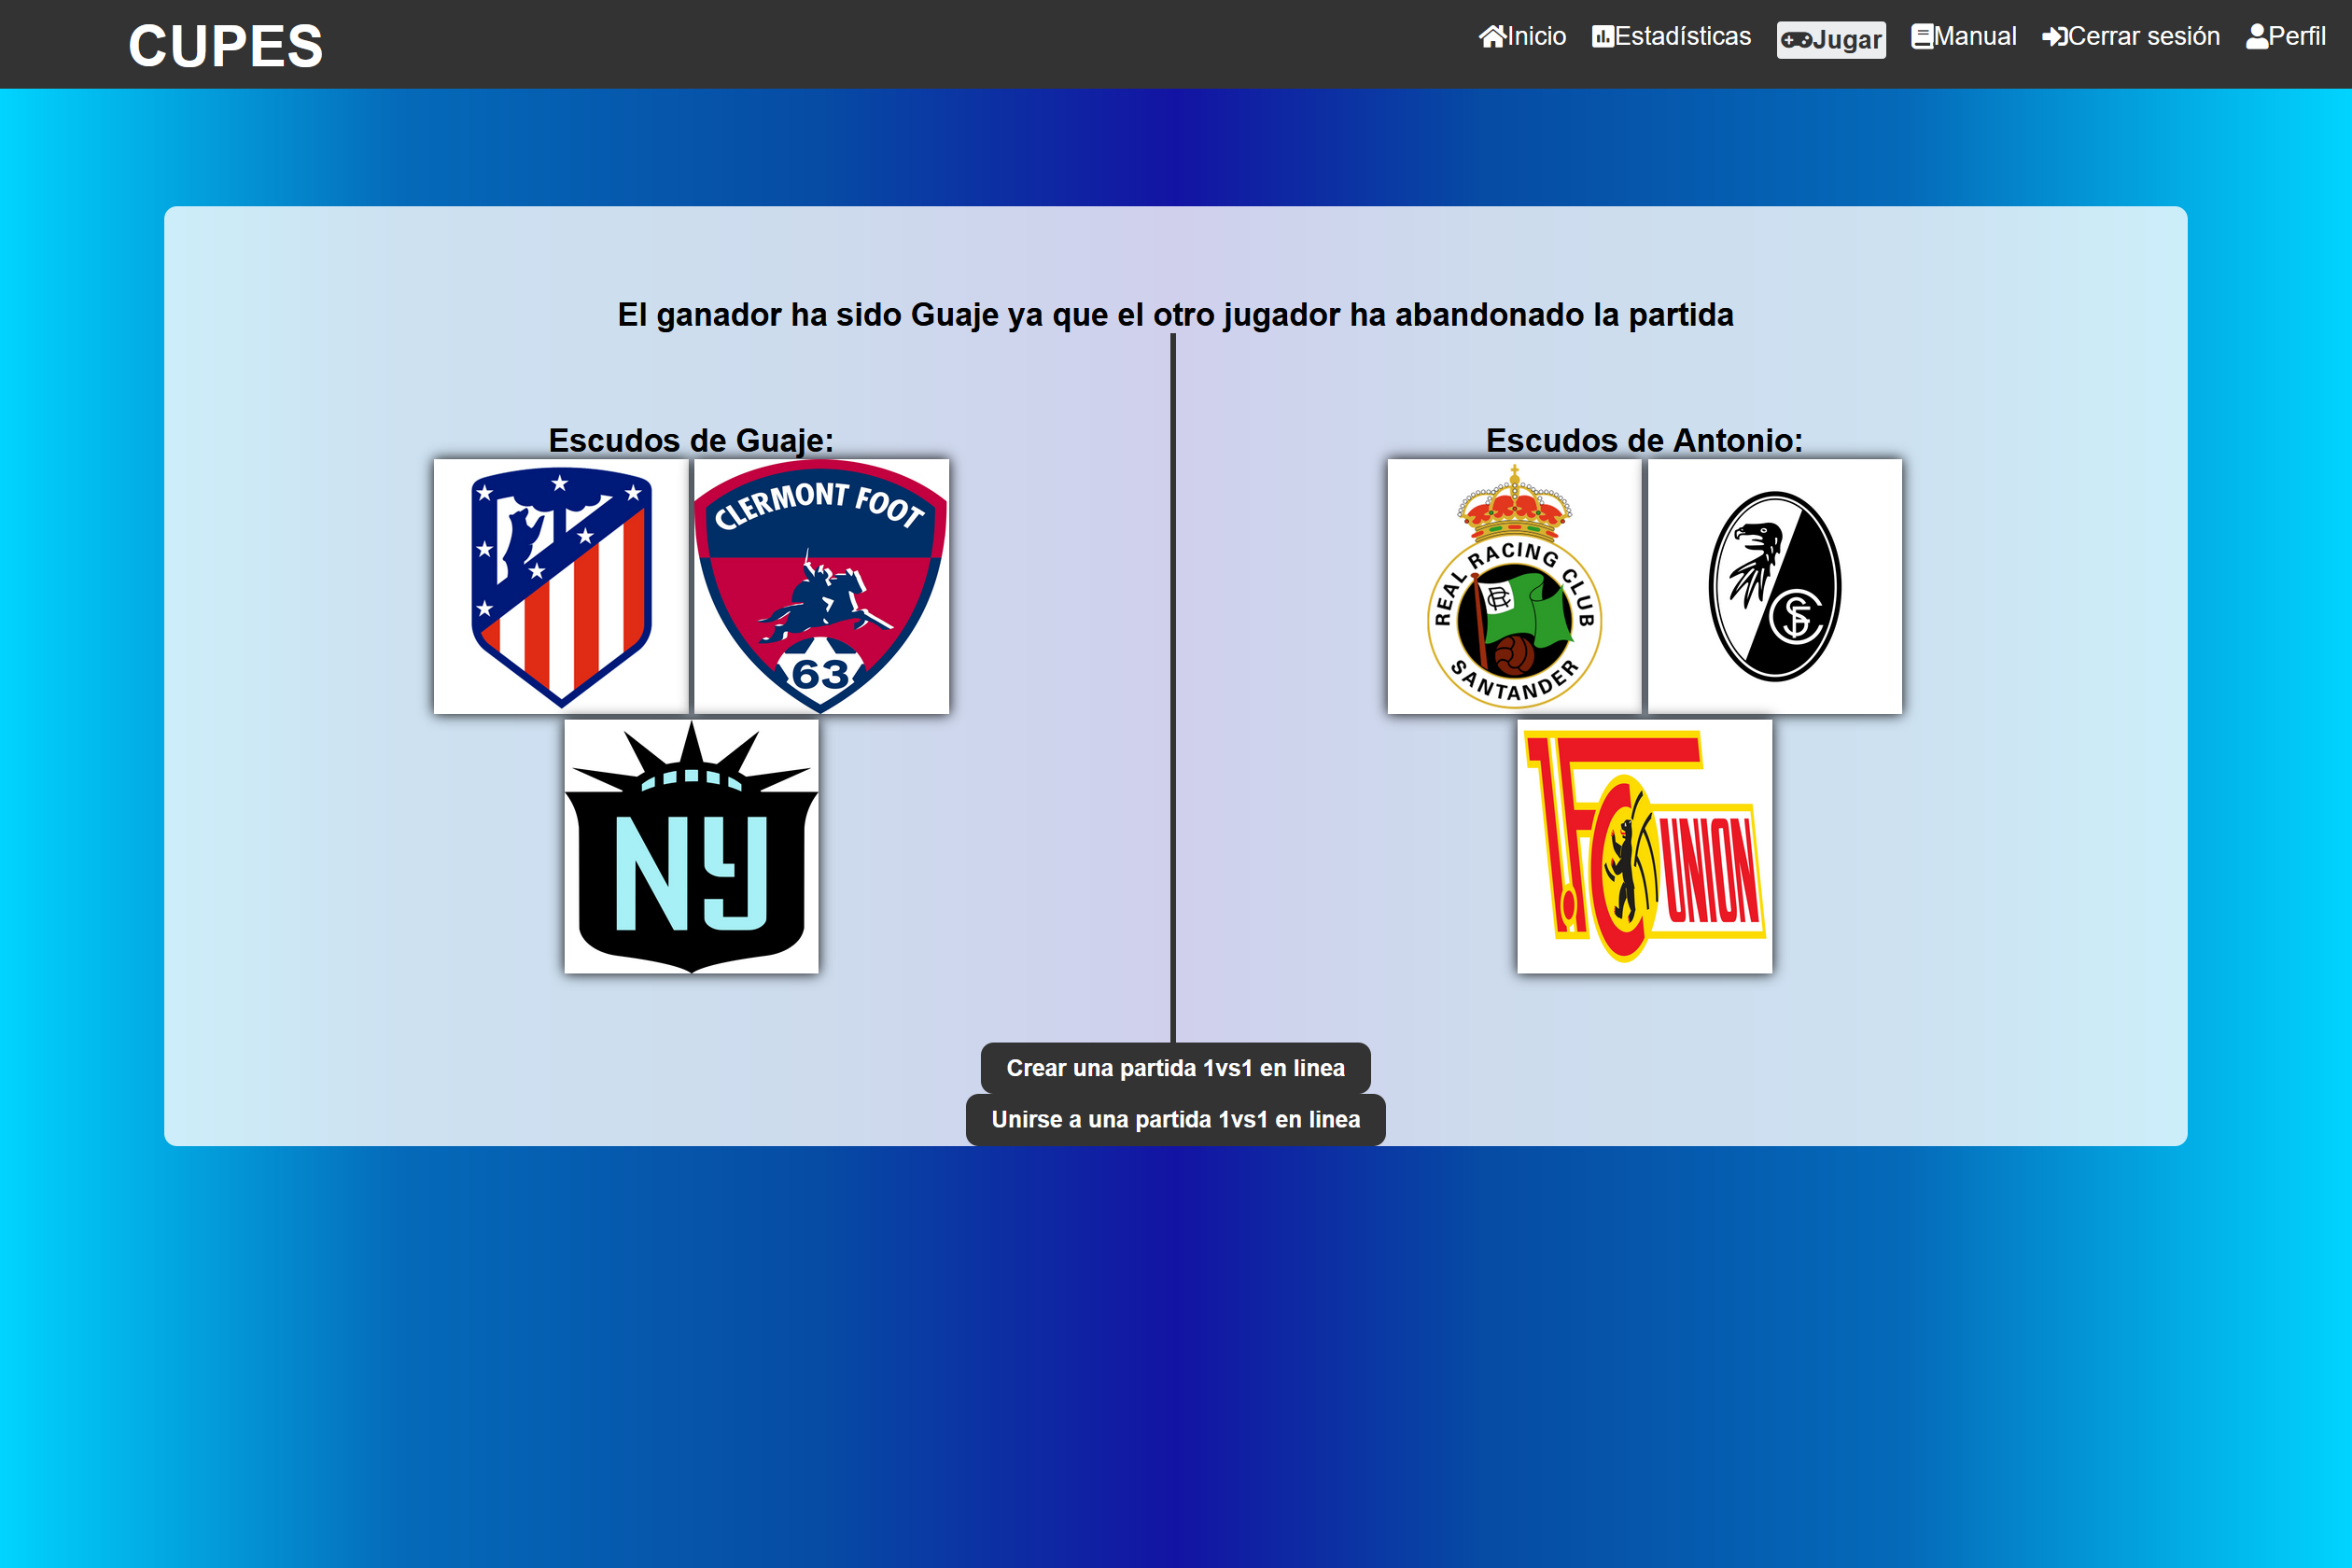 CUPES
Inicio Estadísticas Jugar Manual Cerrar sesión Perfil
El ganador ha sido Guaje ya que el otro jugador ha abandonado la partida
Escudos de Guaje:
Escudos de Antonio:
CLERMONT FOOT
63
REAL RACING CLUB
SANTANDER
RC
SCF
NY
1.FC UNION
Crear una partida 1vs1 en linea
Unirse a una partida 1vs1 en linea